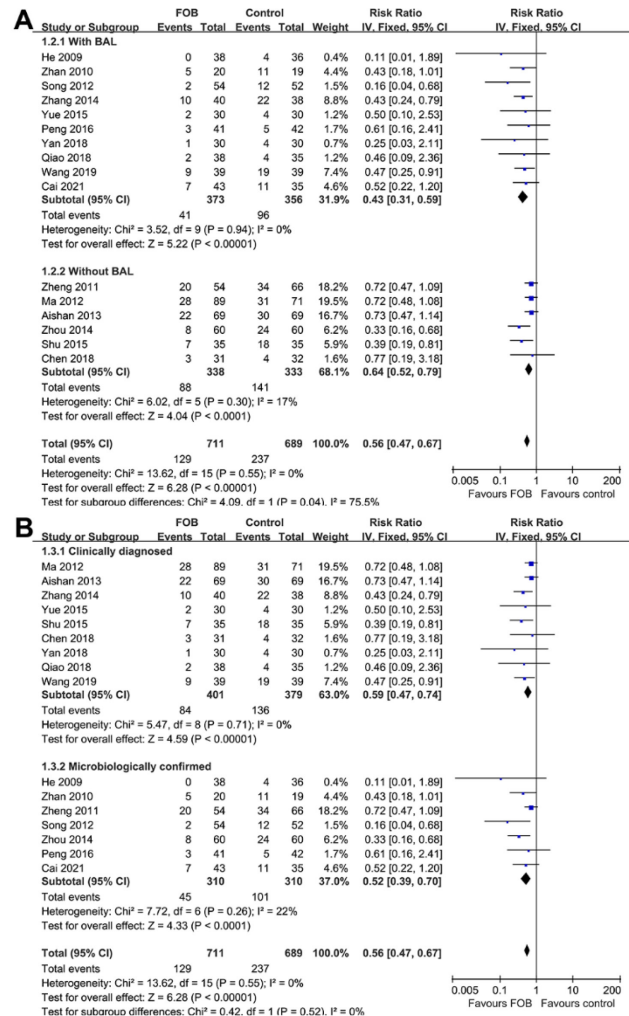 A
FOB Control Risk Ratio Risk Ratio
Study or Subgroup Events Total Events Total Weight IV, Fixed, 95% CI IV, Fixed, 95% CI
1.2.1 With BAL
He 2009 0 38 4 36 0.4% 0.11 [0.01, 1.89]
Zhan 2010 5 20 11 19 4.4% 0.43 [0.18, 1.01]
Song 2012 2 54 12 52 1.6% 0.16 [0.04, 0.68]
Zhang 2014 10 40 22 38 8.8% 0.43 [0.24, 0.79]
Yue 2015 2 30 4 30 1.2% 0.50 [0.10, 2.53]
Peng 2016 3 41 5 42 1.7% 0.61 [0.16, 2.41]
Yan 2018 1 30 4 30 0.7% 0.25 [0.03, 2.11]
Qiao 2018 2 38 4 35 1.2% 0.46 [0.09, 2.36]
Wang 2019 9 39 19 39 7.4% 0.47 [0.25, 0.91]
Cai 2021 7 43 11 35 4.6% 0.52 [0.22, 1.20]
Subtotal (95% CI) 373 356 31.9% 0.43 [0.31, 0.59]
Total events 41 96
Heterogeneity: Chi² = 3.52, df = 9 (P = 0.94); I² = 0%
Test for overall effect: Z = 5.22 (P < 0.00001)
1.2.2 Without BAL
Zheng 2011 20 54 34 66 18.2% 0.72 [0.47, 1.09]
Ma 2012 28 89 31 71 19.5% 0.72 [0.48, 1.08]
Aishan 2013 22 69 30 69 16.7% 0.73 [0.47, 1.14]
Zhou 2014 8 60 24 60 6.2% 0.33 [0.16, 0.68]
Shu 2015 7 35 18 35 5.9% 0.39 [0.19, 0.81]
Chen 2018 3 31 4 32 1.6% 0.77 [0.19, 3.18]
Subtotal (95% CI) 338 333 68.1% 0.64 [0.52, 0.79]
Total events 88 141
Heterogeneity: Chi² = 6.02, df = 5 (P = 0.30); I² = 17%
Test for overall effect: Z = 4.04 (P < 0.0001)
Total (95% CI) 711 689 100.0% 0.56 [0.47, 0.67]
Total events 129 237
Heterogeneity: Chi² = 13.62, df = 15 (P = 0.55); I² = 0%
Test for overall effect: Z = 6.28 (P < 0.00001)
Test for subgroup differences: Chi² = 4.09, df = 1 (P = 0.04), I² = 75.5%
0.005 0.1 1 10 200
Favours FOB Favours control
B
FOB Control Risk Ratio Risk Ratio
Study or Subgroup Events Total Events Total Weight IV, Fixed, 95% CI IV, Fixed, 95% CI
1.3.1 Clinically diagnosed
Ma 2012 28 89 31 71 19.5% 0.72 [0.48, 1.08]
Aishan 2013 22 69 30 69 16.7% 0.73 [0.47, 1.14]
Zhang 2014 10 40 22 38 8.8% 0.43 [0.24, 0.79]
Yue 2015 2 30 4 30 1.2% 0.50 [0.10, 2.53]
Shu 2015 7 35 18 35 5.9% 0.39 [0.19, 0.81]
Chen 2018 3 31 4 32 1.6% 0.77 [0.19, 3.18]
Yan 2018 1 30 4 30 0.7% 0.25 [0.03, 2.11]
Qiao 2018 2 38 4 35 1.2% 0.46 [0.09, 2.36]
Wang 2019 9 39 19 39 7.4% 0.47 [0.25, 0.91]
Subtotal (95% CI) 401 379 63.0% 0.59 [0.47, 0.74]
Total events 84 136
Heterogeneity: Chi² = 5.47, df = 8 (P = 0.71); I² = 0%
Test for overall effect: Z = 4.59 (P < 0.00001)
1.3.2 Microbiologically confirmed
He 2009 0 38 4 36 0.4% 0.11 [0.01, 1.89]
Zhan 2010 5 20 11 19 4.4% 0.43 [0.18, 1.01]
Zheng 2011 20 54 34 66 18.2% 0.72 [0.47, 1.09]
Song 2012 2 54 12 52 1.6% 0.16 [0.04, 0.68]
Zhou 2014 8 60 24 60 6.2% 0.33 [0.16, 0.68]
Peng 2016 3 41 5 42 1.7% 0.61 [0.16, 2.41]
Cai 2021 7 43 11 35 4.6% 0.52 [0.22, 1.20]
Subtotal (95% CI) 310 310 37.0% 0.52 [0.39, 0.70]
Total events 45 101
Heterogeneity: Chi² = 7.72, df = 6 (P = 0.26); I² = 22%
Test for overall effect: Z = 4.33 (P < 0.0001)
Total (95% CI) 711 689 100.0% 0.56 [0.47, 0.67]
Total events 129 237
Heterogeneity: Chi² = 13.62, df = 15 (P = 0.55); I² = 0%
Test for overall effect: Z = 6.28 (P < 0.00001)
Test for subgroup differences: Chi² = 0.42, df = 1 (P = 0.52), I² = 0%
0.005 0.1 1 10 200
Favours FOB Favours control